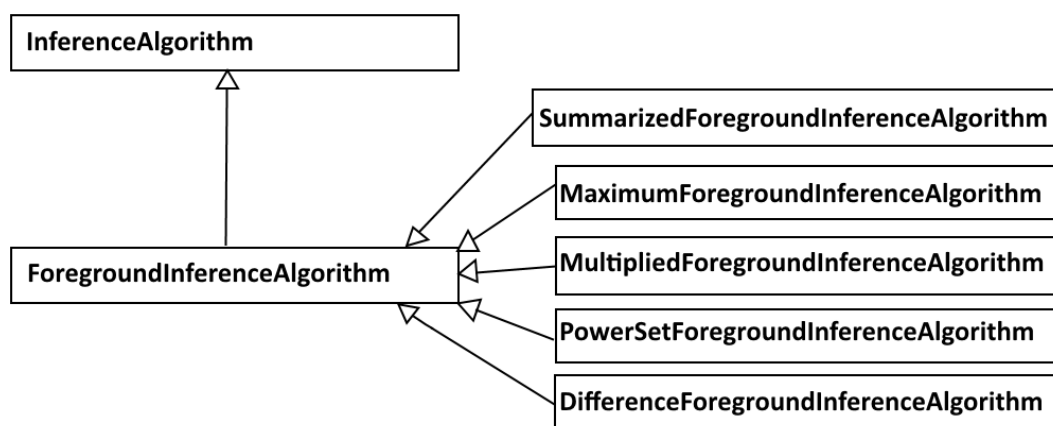 InferenceAlgorithm
SummarizedForegroundInferenceAlgorithm
MaximumForegroundInferenceAlgorithm
ForegroundInferenceAlgorithm
MultipliedForegroundInferenceAlgorithm
PowerSetForegroundInferenceAlgorithm
DifferenceForegroundInferenceAlgorithm